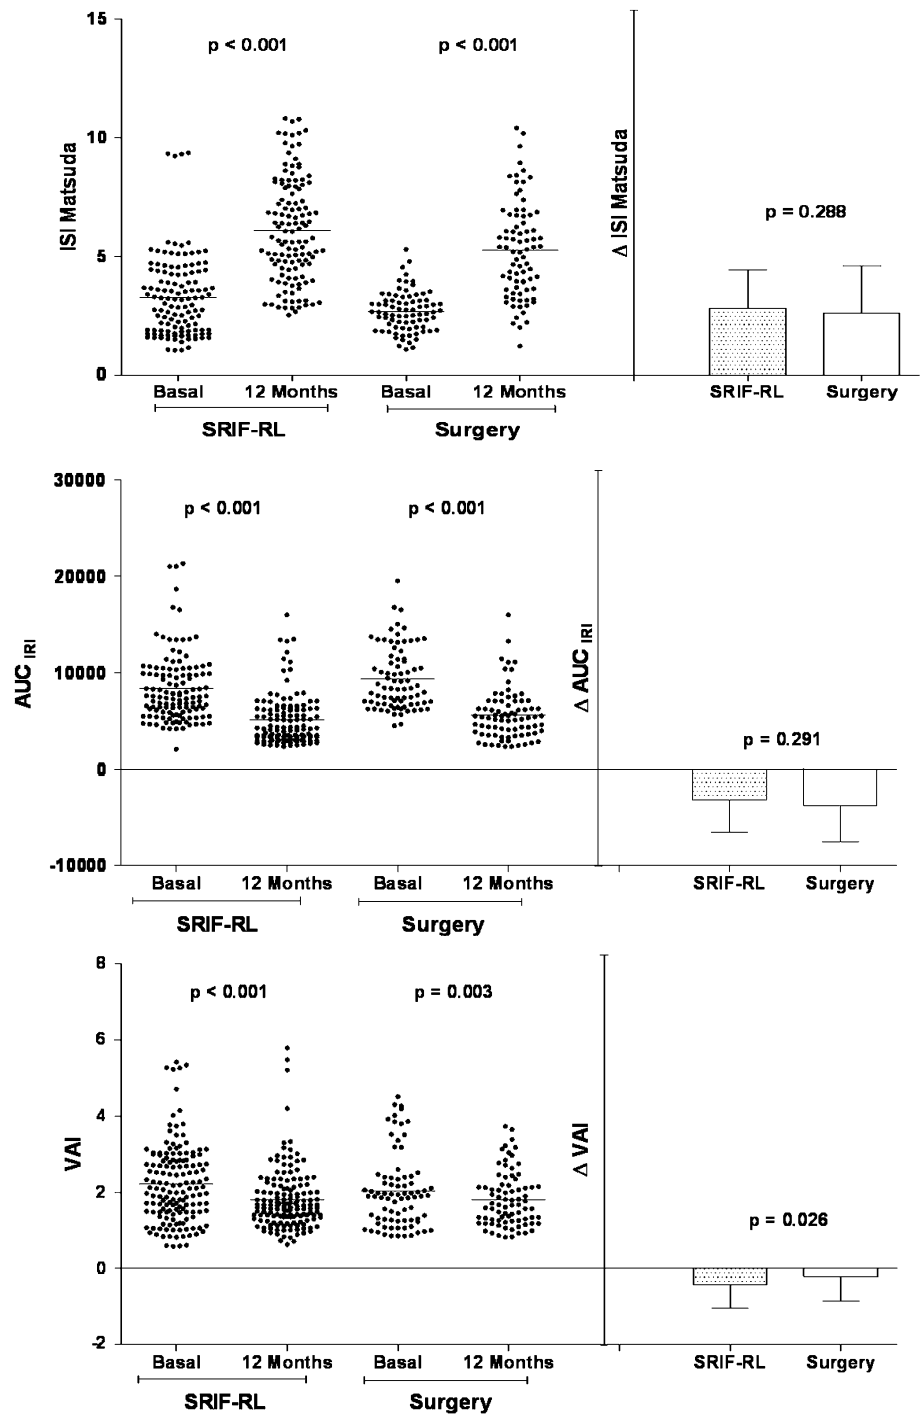 15
p < 0.001
p < 0.001
10
ISI Matsuda
Δ ISI Matsuda
p = 0.288
5
0
Basal
12 Months
Basal
12 Months
SRIF-RL
Surgery
SRIF-RL
Surgery
30000
p < 0.001
p < 0.001
20000
AUC IRI
Δ AUC IRI
10000
p = 0.291
0
-10000
Basal
12 Months
Basal
12 Months
SRIF-RL
Surgery
SRIF-RL
Surgery
8
p < 0.001
p = 0.003
6
4
VAI
Δ VAI
2
p = 0.026
0
-2
Basal
12 Months
Basal
12 Months
SRIF-RL
Surgery
SRIF-RL
Surgery